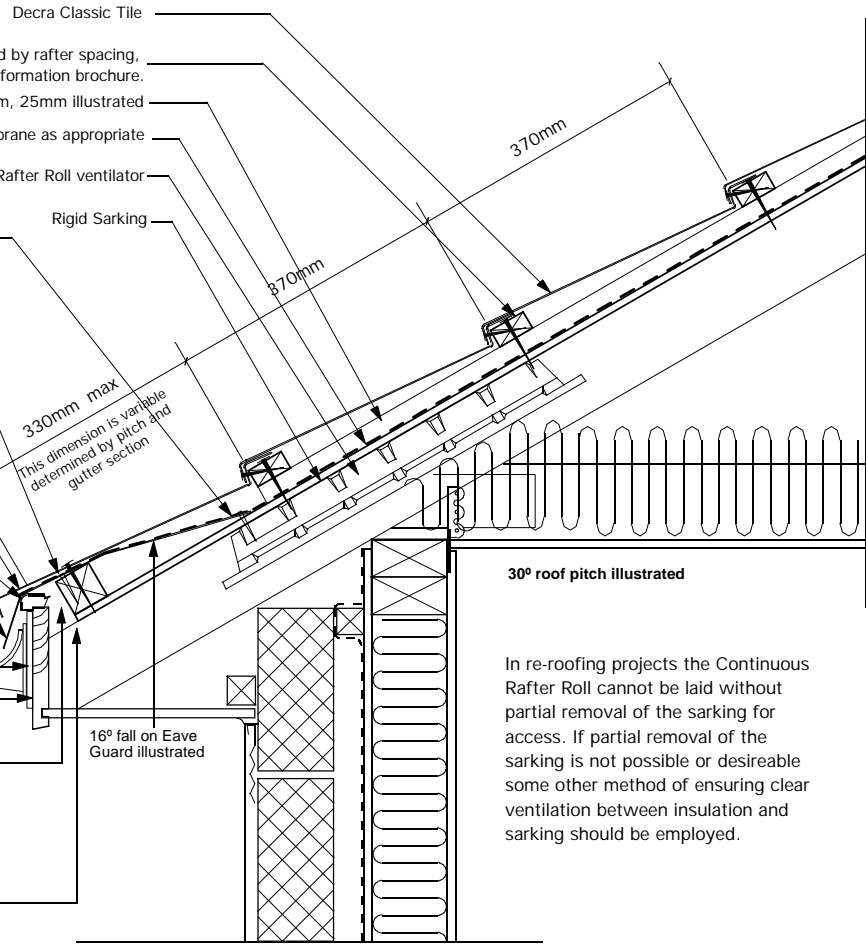 Decra Classic Tile
d by rafter spacing,
formation brochure.
m, 25mm illustrated
brane as appropriate
Rafter Roll ventilator
Rigid Sarking
370mm
370mm
330mm max
This dimension is variable
determined by pitch and
gutter section
30º roof pitch illustrated
16º fall on Eave
Guard illustrated
In re-roofing projects the Continuous
Rafter Roll cannot be laid without
partial removal of the sarking for
access. If partial removal of the
sarking is not possible or desireable
some other method of ensuring clear
ventilation between insulation and
sarking should be employed.